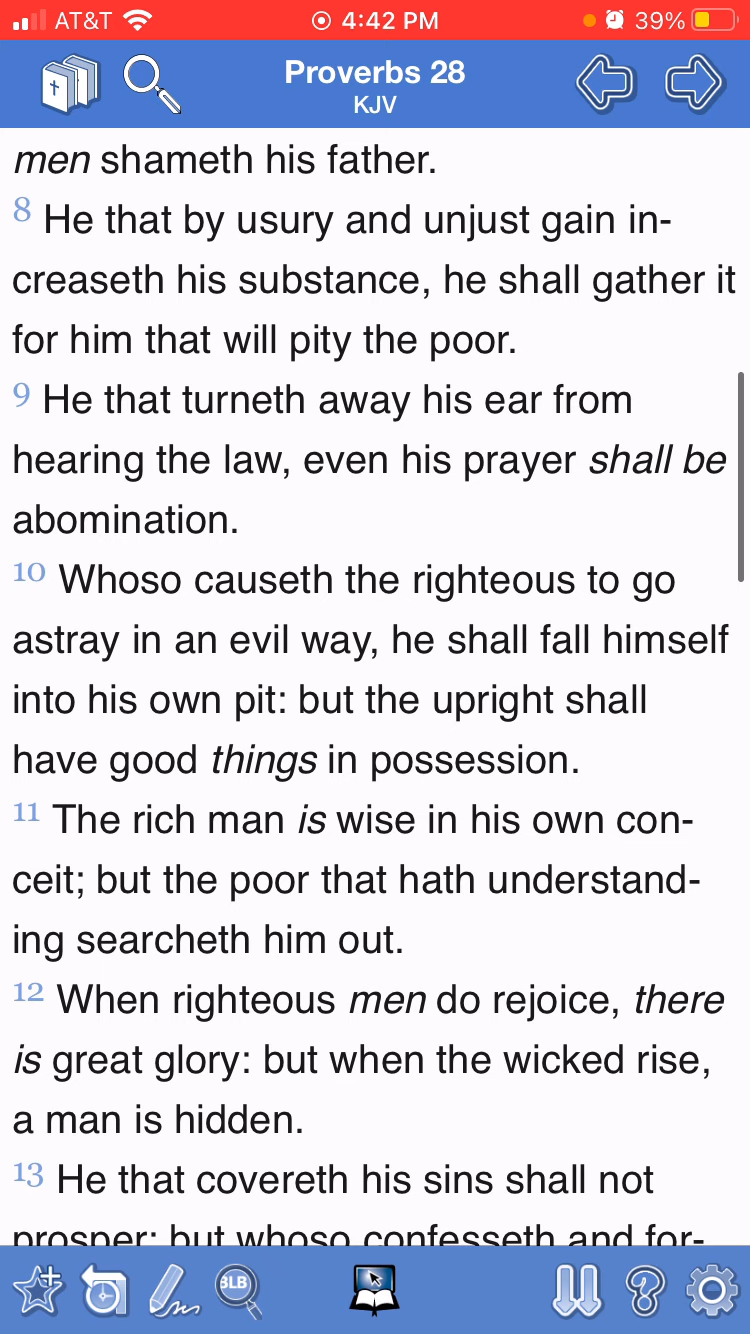 AT&T 4:42 PM 39%
Proverbs 28
KJV
men shameth his father.
8 He that by usury and unjust gain in-
creaseth his substance, he shall gather it
for him that will pity the poor.
9 He that turneth away his ear from
hearing the law, even his prayer shall be
abomination.
10 Whoso causeth the righteous to go
astray in an evil way, he shall fall himself
into his own pit: but the upright shall
have good things in possession.
11 The rich man is wise in his own con-
ceit; but the poor that hath understand-
ing searcheth him out.
12 When righteous men do rejoice, there
is great glory: but when the wicked rise,
a man is hidden.
13 He that covereth his sins shall not
prosper: but whoso confesseth and for-
BLB